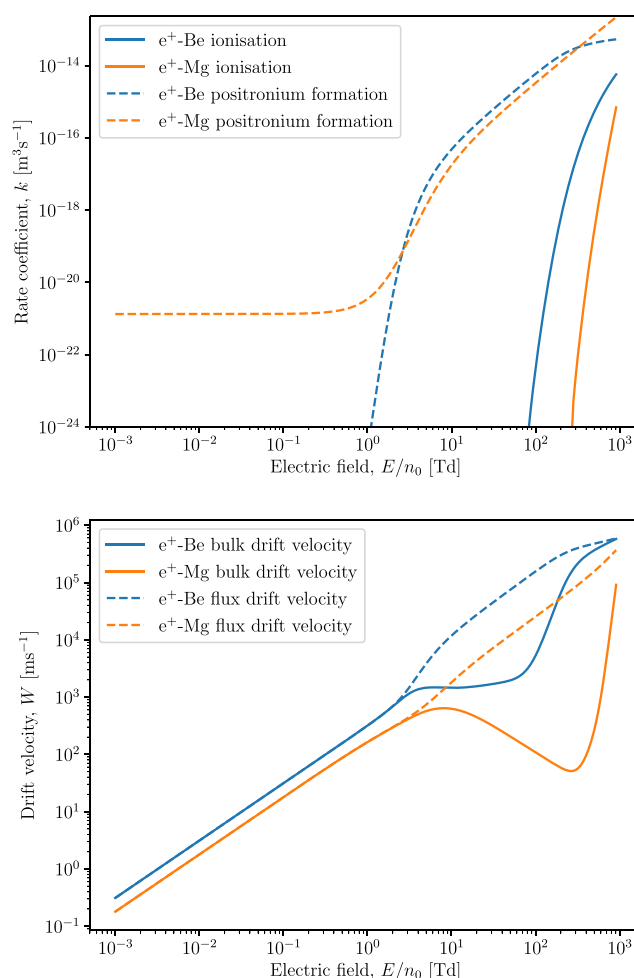 e⁺-Be ionisation
e⁺-Mg ionisation
e⁺-Be positronium formation
e⁺-Mg positronium formation
Rate coefficient, k [m³s⁻¹]
10⁻¹⁴
10⁻¹⁶
10⁻¹⁸
10⁻²⁰
10⁻²²
10⁻²⁴
10⁻³ 10⁻² 10⁻¹ 10⁰ 10¹ 10² 10³
Electric field, E/n₀ [Td]
e⁺-Be bulk drift velocity
e⁺-Mg bulk drift velocity
e⁺-Be flux drift velocity
e⁺-Mg flux drift velocity
Drift velocity, W [ms⁻¹]
10⁶
10⁵
10⁴
10³
10²
10¹
10⁰
10⁻¹
10⁻³ 10⁻² 10⁻¹ 10⁰ 10¹ 10² 10³
Electric field, E/n₀ [Td]